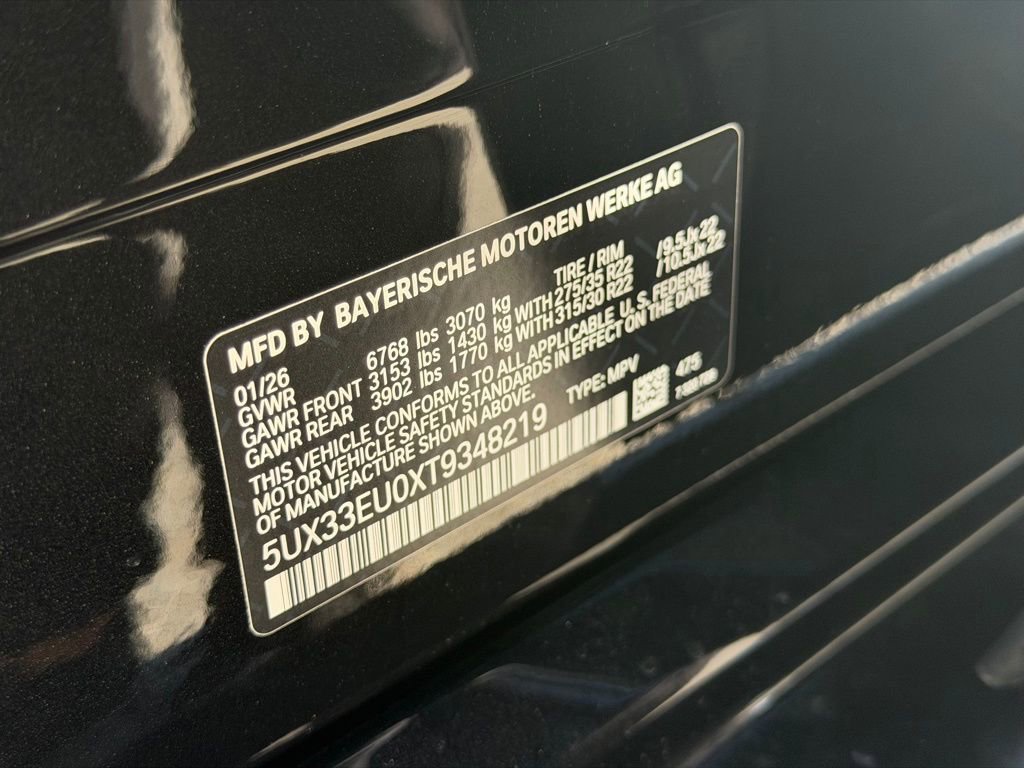 MFD BY BAYERISCHE MOTOREN WERKE AG
01/26 TIRE / RIM
GVWR 6768 lbs 3070 kg
GAWR FRONT 3153 lbs 1430 kg WITH 275/35 R22 /9.5Jx22
GAWR REAR 3902 lbs 1770 kg WITH 315/30 R22 /10.5Jx22
THIS VEHICLE CONFORMS TO ALL APPLICABLE U.S. FEDERAL
MOTOR VEHICLE SAFETY STANDARDS IN EFFECT ON THE DATE
OF MANUFACTURE SHOWN ABOVE.
5UX33EU0XT9348219 TYPE: MPV 475